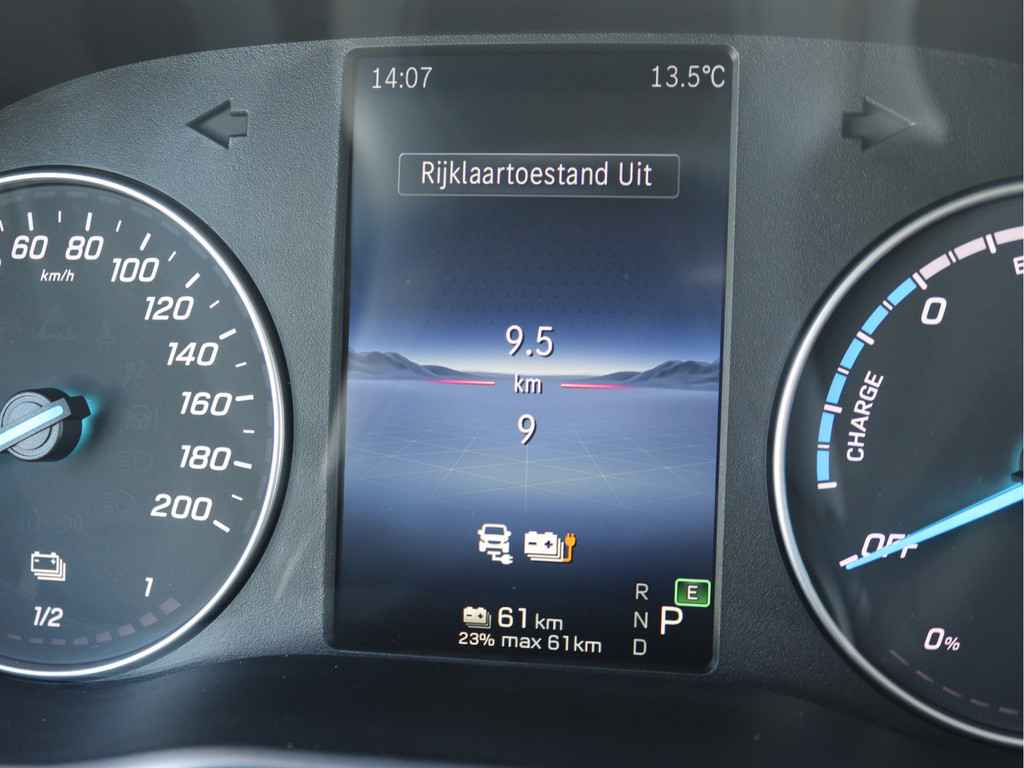 14:07 13.5°C
Rijklaartoestand Uit
60 80 100 120 140 160 180 200
km/h
1/2 1
9.5
km
9
61 km
23% max 61km
R
N
D
P
E
0
CHARGE
OFF
0%